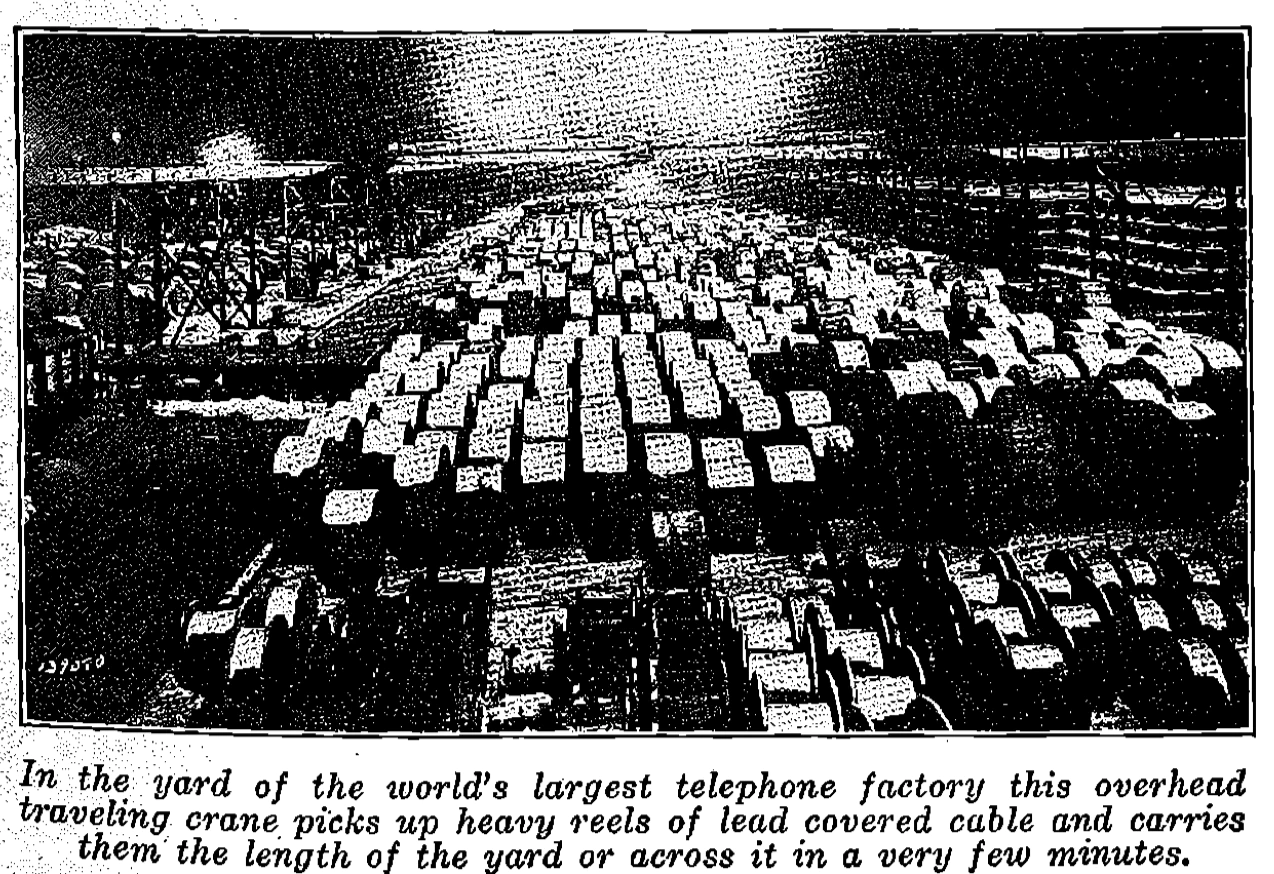 In the yard of the world's largest telephone factory this overhead
traveling crane picks up heavy reels of lead covered cable and carries
them the length of the yard or across it in a very few minutes.